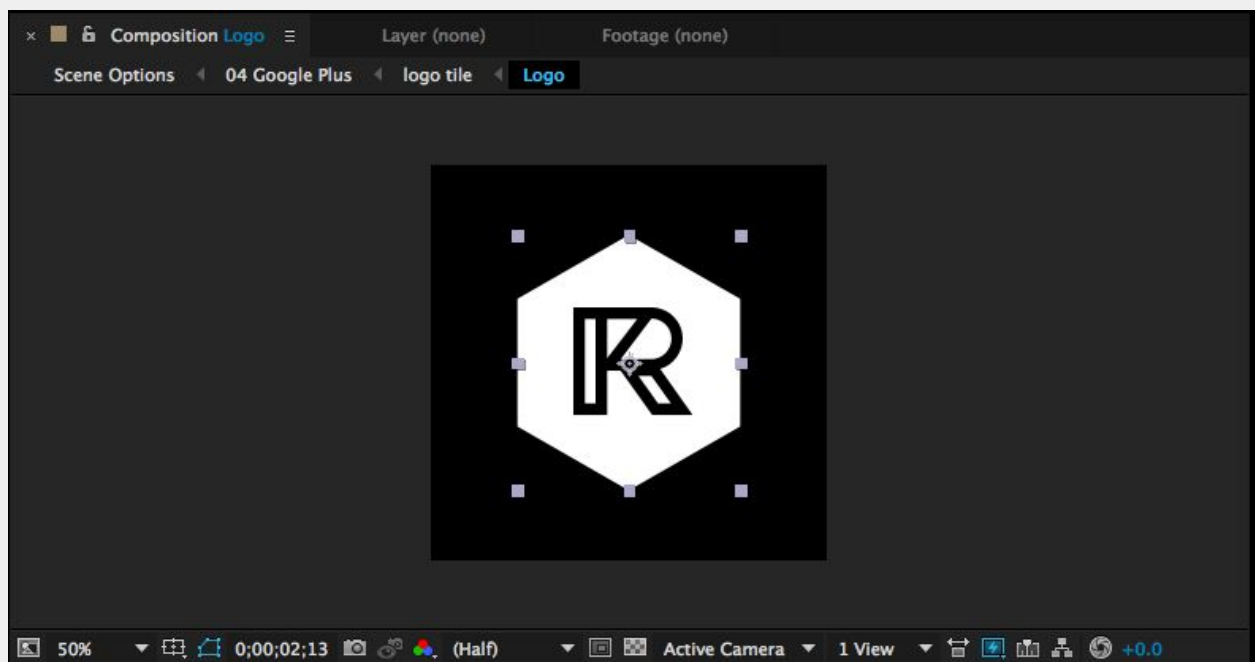 Composition Logo Layer (none) Footage (none)
Scene Options 04 Google Plus logo tile Logo
R
50% 0;00;02;13 (Half) Active Camera 1 View +0.0